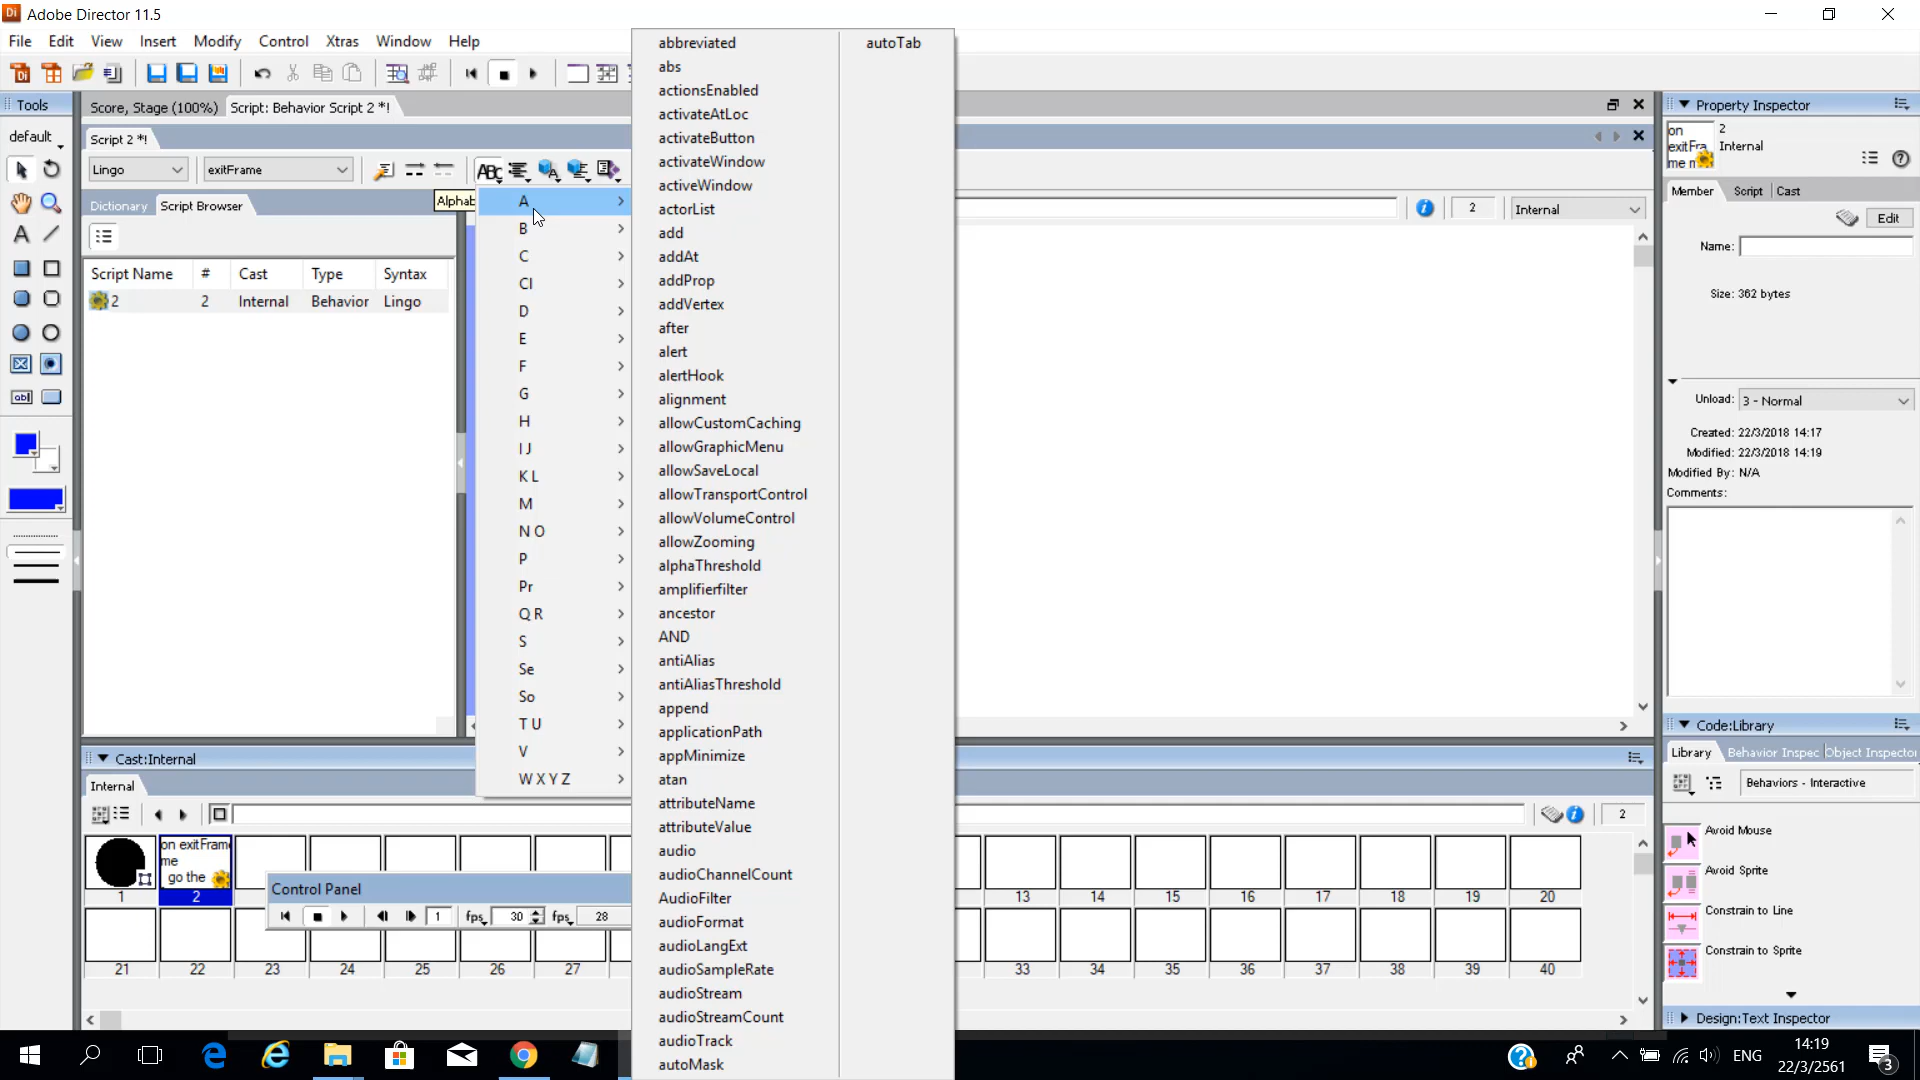 Adobe Director 11.5
File Edit View Insert Modify Control Xtras Window Help
Tools
default
Score, Stage (100%) Script: Behavior Script 2 *!
Script 2 *!
Lingo exitFrame
Dictionary Script Browser
Alphab
Script Name # Cast Type Syntax
2 2 Internal Behavior Lingo
A
B
C
Cl
D
E
F
G
H
I J
K L
M
N O
P
Pr
Q R
S
Se
So
T U
V
W X Y Z
abbreviated
abs
actionsEnabled
activateAtLoc
activateButton
activateWindow
activeWindow
actorList
add
addAt
addProp
addVertex
after
alert
alertHook
alignment
allowCustomCaching
allowGraphicMenu
allowSaveLocal
allowTransportControl
allowVolumeControl
allowZooming
alphaThreshold
amplifierfilter
ancestor
AND
antiAlias
antiAliasThreshold
append
applicationPath
appMinimize
atan
attributeName
attributeValue
audio
audioChannelCount
AudioFilter
audioFormat
audioLangExt
audioSampleRate
audioStream
audioStreamCount
audioTrack
autoMask
autoTab
2 Internal
Property Inspector
on
exitFra
me m
2
Internal
Member Script Cast
Edit
Name:
Size: 362 bytes
Unload: 3 - Normal
Created: 22/3/2018 14:17
Modified: 22/3/2018 14:19
Modified By: N/A
Comments:
Code:Library
Library Behavior Inspec Object Inspector
Behaviors - Interactive
Avoid Mouse
Avoid Sprite
Constrain to Line
Constrain to Sprite
Design:Text Inspector
Cast:Internal
Internal
2
on exitFram
me
go the
1 2 13 14 15 16 17 18 19 20
Control Panel
1 fps 30 fps 28
21 22 23 24 25 26 27 33 34 35 36 37 38 39 40
ENG
14:19
22/3/2561
3